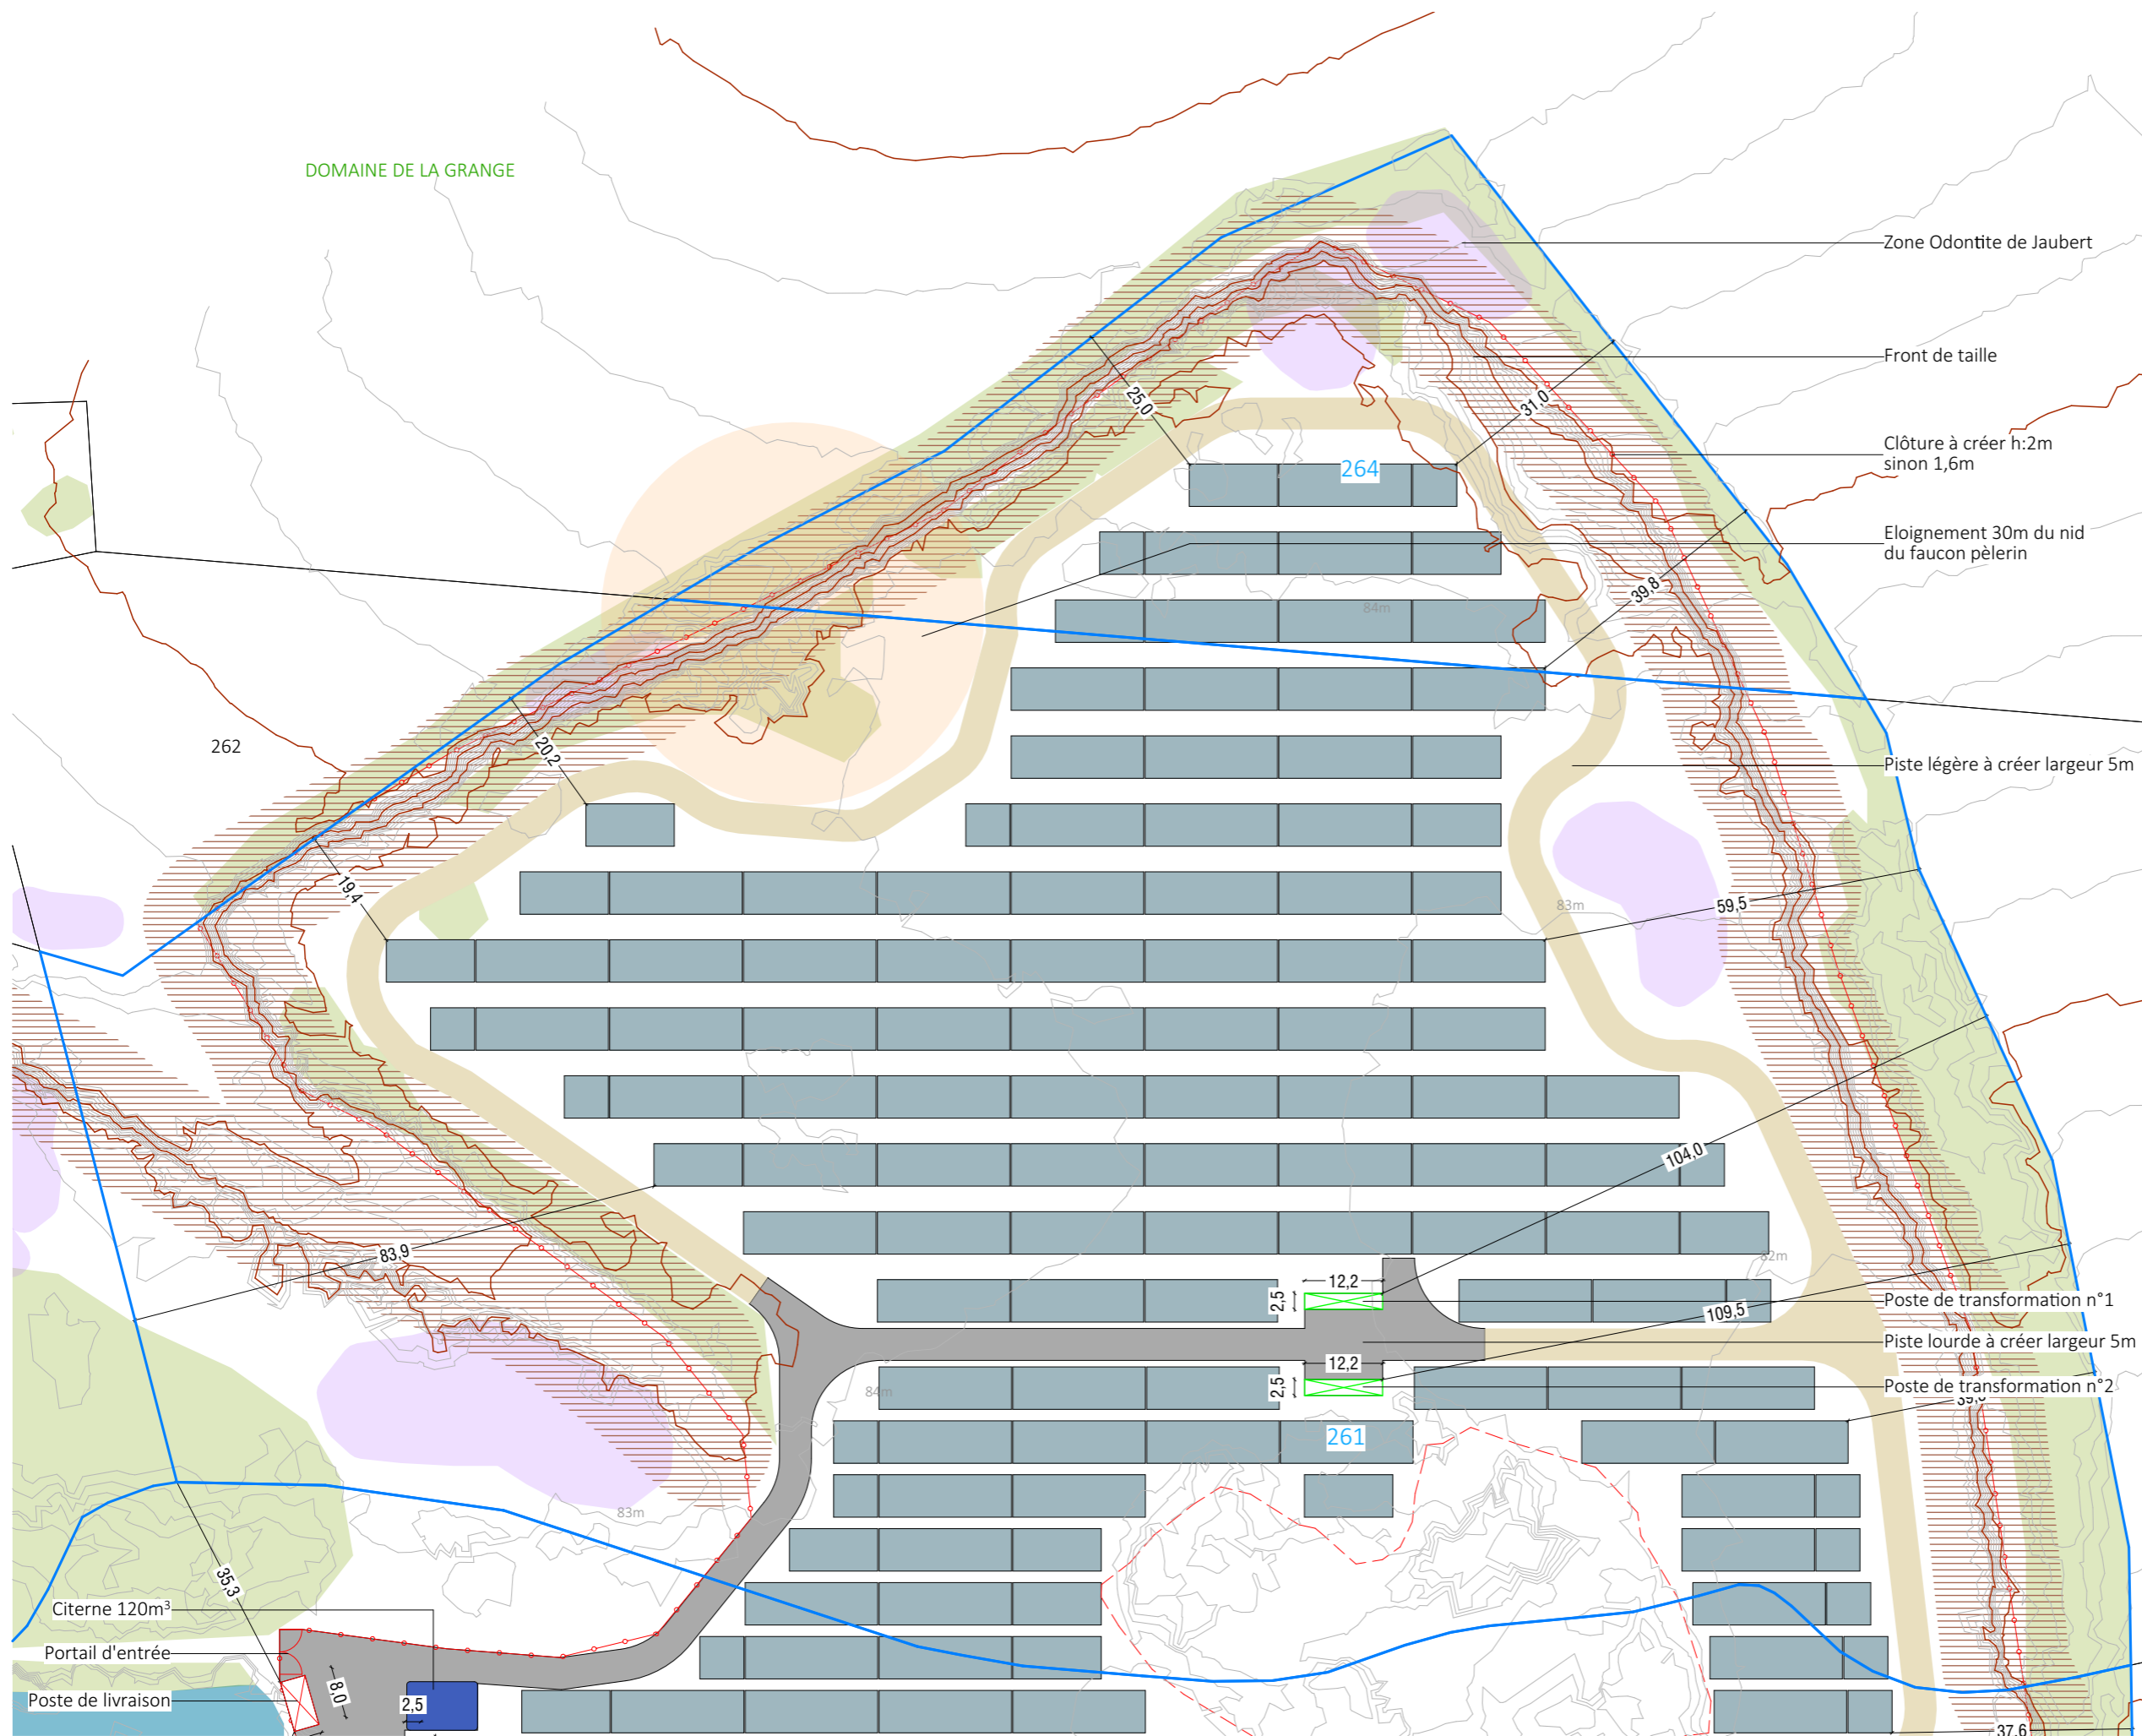 DOMAINE DE LA GRANGE
Zone Odontite de Jaubert
Front de taille
25,0
31,0
Clôture à créer h:2m
sinon 1,6m
264
Eloignement 30m du nid
du faucon pèlerin
39,8
84m
262
20,2
Piste légère à créer largeur 5m
19,4
83m
59,5
104,0
83,9
82m
12,2
2,5
Poste de transformation n°1
109,5
Piste lourde à créer largeur 5m
12,2
2,5
Poste de transformation n°2
84m
261
83m
35,3
Citerne 120m³
Portail d'entrée
Poste de livraison
8,0
2,5
37,6